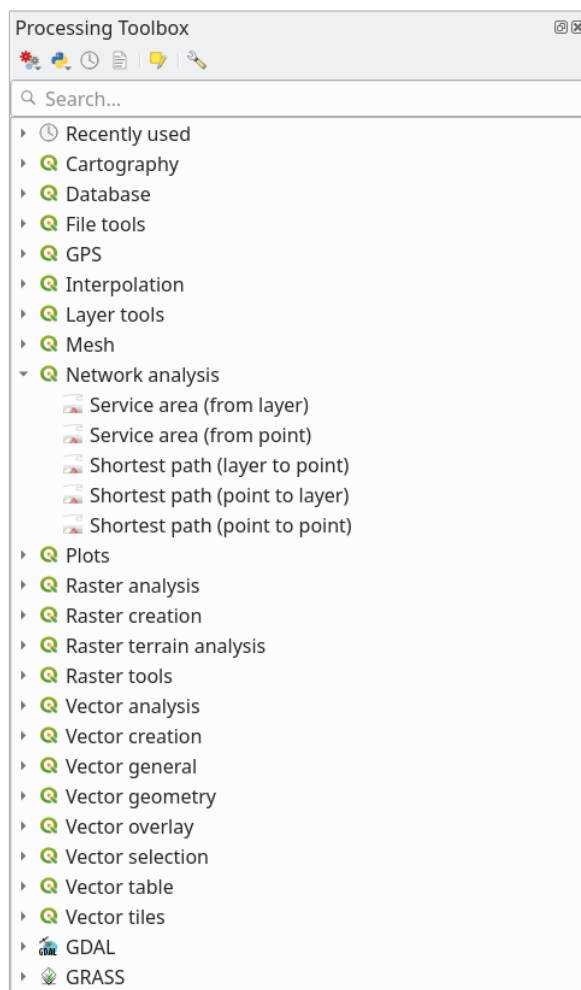 Processing Toolbox
Search...
Recently used
Cartography
Database
File tools
GPS
Interpolation
Layer tools
Mesh
Network analysis
Service area (from layer)
Service area (from point)
Shortest path (layer to point)
Shortest path (point to layer)
Shortest path (point to point)
Plots
Raster analysis
Raster creation
Raster terrain analysis
Raster tools
Vector analysis
Vector creation
Vector general
Vector geometry
Vector overlay
Vector selection
Vector table
Vector tiles
GDAL GDAL
GRASS